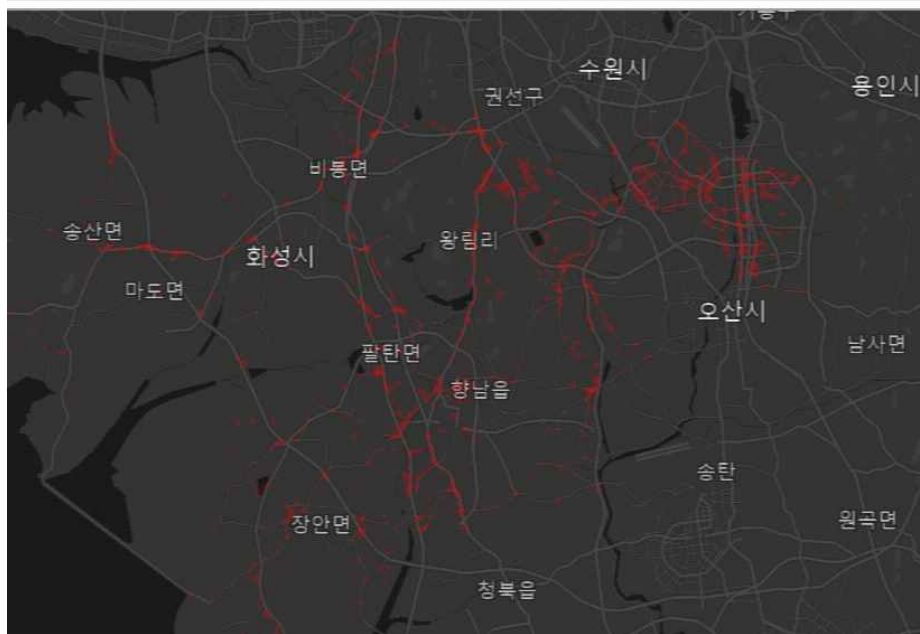 수원시
용인시
권선구
비봉면
송산면
왕림리
화성시
마도면
오산시
남사면
팔탄면
향남읍
송탄
장안면
원곡면
청북읍